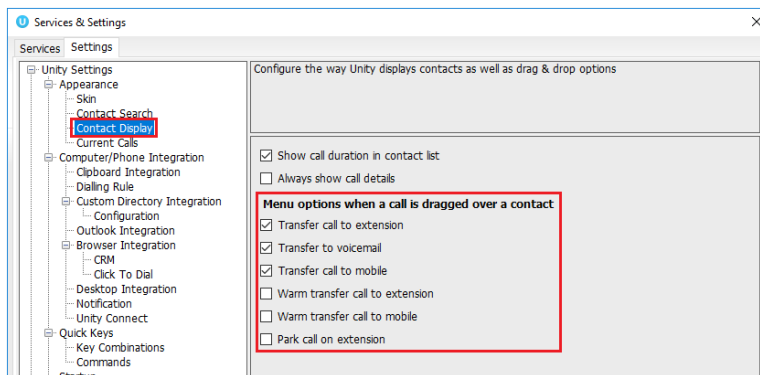 Services & Settings
Services Settings
Unity Settings
Appearance
Skin
Contact Search
Contact Display
Current Calls
Computer/Phone Integration
Clipboard Integration
Dialling Rule
Custom Directory Integration
Configuration
Outlook Integration
Browser Integration
CRM
Click To Dial
Desktop Integration
Notification
Unity Connect
Quick Keys
Key Combinations
Commands
Configure the way Unity displays contacts as well as drag & drop options
Show call duration in contact list
Always show call details
Menu options when a call is dragged over a contact
Transfer call to extension
Transfer to voicemail
Transfer call to mobile
Warm transfer call to extension
Warm transfer call to mobile
Park call on extension